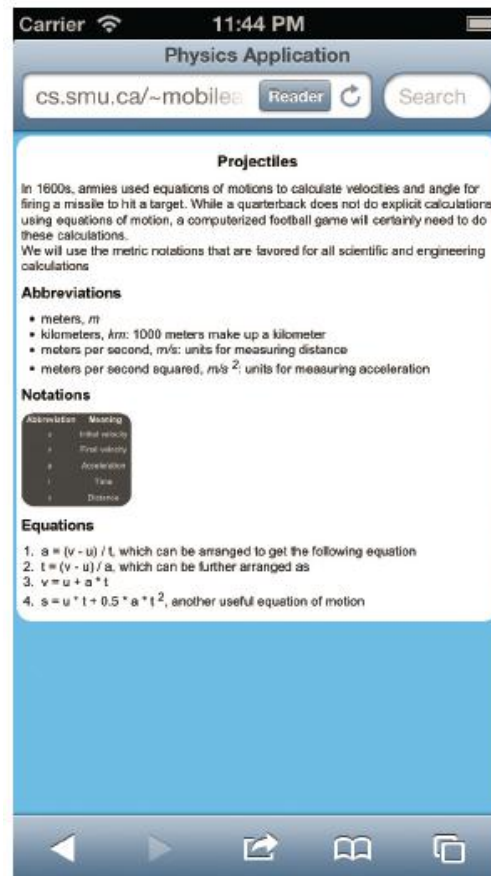 Carrier 11:44 PM
Physics Application
cs.smu.ca/~mobilea Reader Search
Projectiles
In 1600s, armies used equations of motions to calculate velocities and angle for
firing a missile to hit a target. While a quarterback does not do explicit calculations
using equations of motion, a computerized football game will certainly need to do
these calculations.
We will use the metric notations that are favored for all scientific and engineering
calculations
Abbreviations
• meters, m
• kilometers, km: 1000 meters make up a kilometer
• meters per second, m/s: units for measuring distance
• meters per second squared, m/s ²: units for measuring acceleration
Notations
Abbreviation Meaning
Initial velocity
Final velocity
a Acceleration
t Time
s Distance
Equations
1. a = (v - u) / t, which can be arranged to get the following equation
2. t = (v - u) / a, which can be further arranged as
3. v = u + a * t
4. s = u * t + 0.5 * a * t ², another useful equation of motion